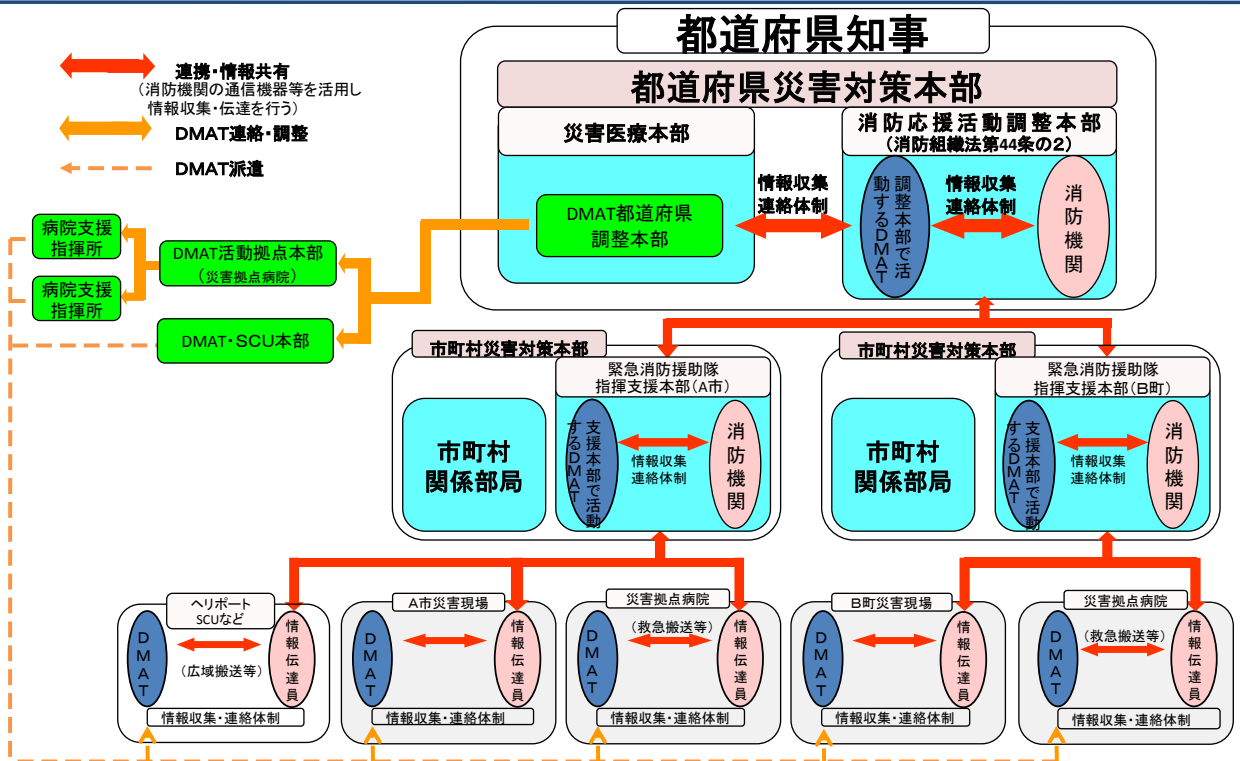 都道府県知事
都道府県災害対策本部
連携・情報共有
（消防機関の通信機器等を活用し
情報収集・伝達を行う）
DMAT連絡・調整
DMAT派遣
災害医療本部
DMAT都道府県
調整本部
情報収集
連絡体制
消防応援活動調整本部
（消防組織法第44条の2）
調整本部で活
動するDMAT
情報収集
連絡体制
消防機関
病院支援
指揮所
病院支援
指揮所
DMAT活動拠点本部
（災害拠点病院）
DMAT・SCU本部
市町村災害対策本部
市町村
関係部局
緊急消防援助隊
指揮支援本部（A市）
支援本部で活動
するDMAT
情報収集
連絡体制
消防機関
市町村災害対策本部
市町村
関係部局
緊急消防援助隊
指揮支援本部（B町）
支援本部で活動
するDMAT
情報収集
連絡体制
消防機関
ヘリポート
SCUなど
DMAT
（広域搬送等）
情報伝達員
情報収集・連絡体制
A市災害現場
DMAT
情報伝達員
情報収集・連絡体制
災害拠点病院
（救急搬送等）
DMAT
情報伝達員
情報収集・連絡体制
B町災害現場
DMAT
情報伝達員
情報収集・連絡体制
災害拠点病院
（救急搬送等）
DMAT
情報伝達員
情報収集・連絡体制